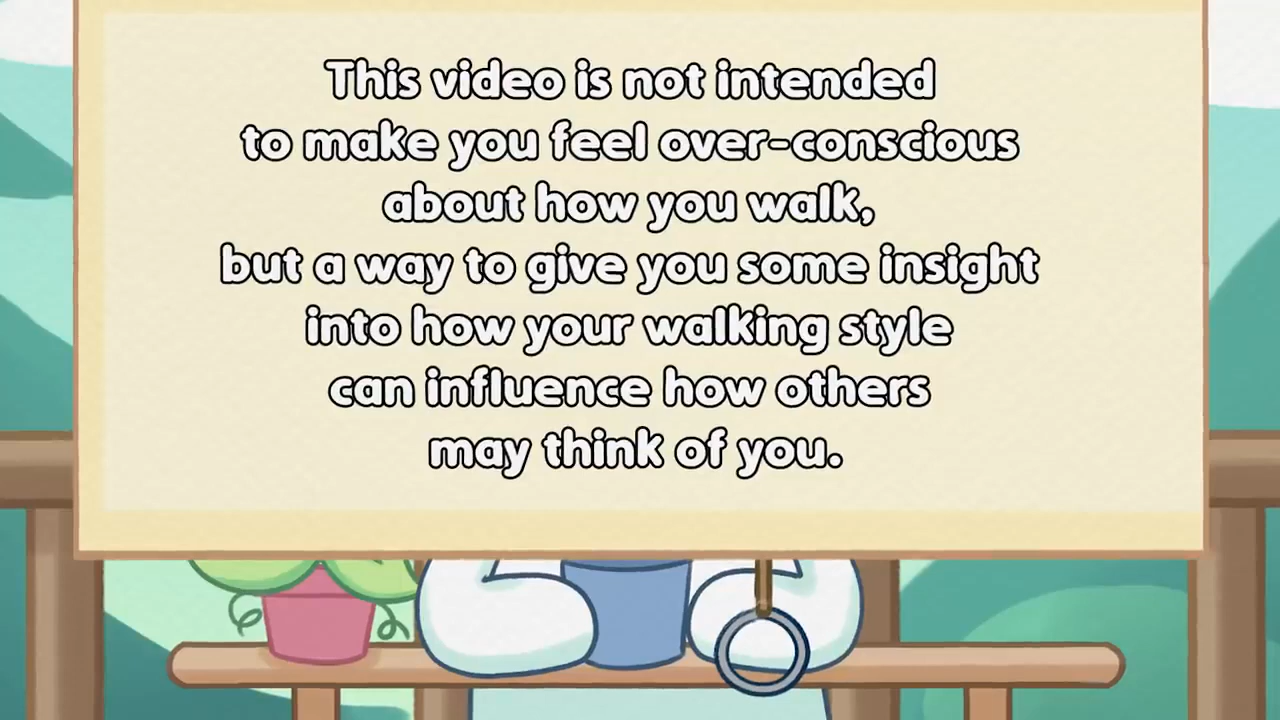 This video is not intended
to make you feel over-conscious
about how you walk,
but a way to give you some insight
into how your walking style
can influence how others
may think of you.